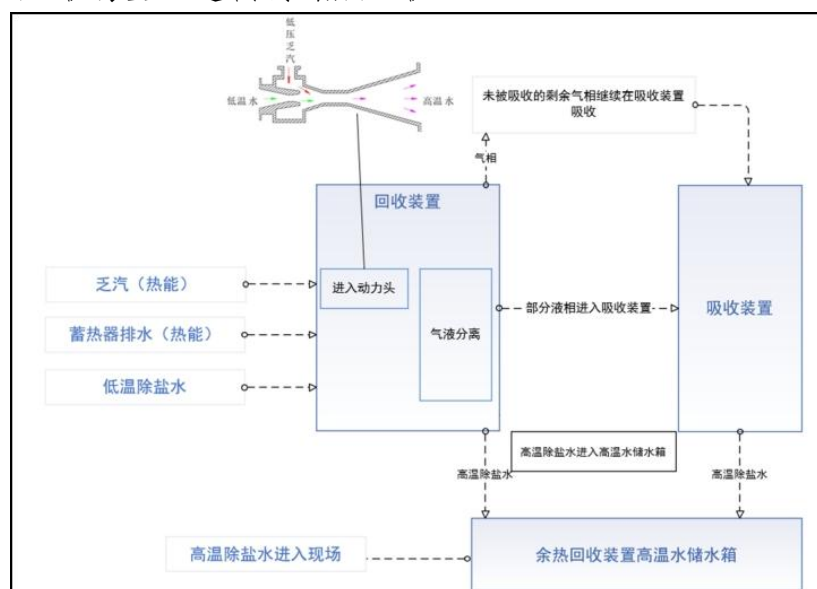 低
压
乏
汽
低温水
高温水
未被吸收的剩余气相继续在吸收装置
吸收
气相
回收装置
乏汽（热能）
进入动力头
蓄热器排水（热能）
气液分离
部分液相进入吸收装置
吸收装置
低温除盐水
高温除盐水进入高温水储水箱
高温除盐水
高温除盐水
高温除盐水进入现场
余热回收装置高温水储水箱